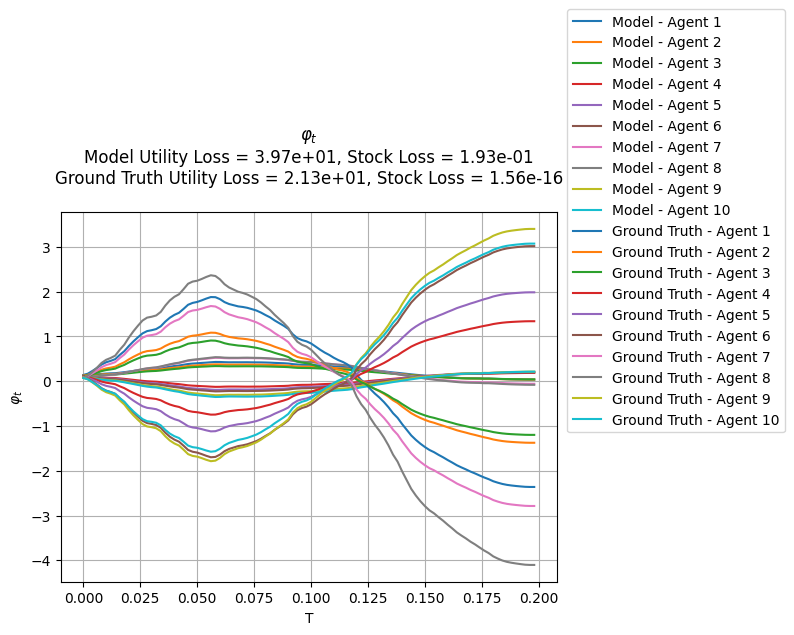 φt
Model Utility Loss = 3.97e+01, Stock Loss = 1.93e-01
Ground Truth Utility Loss = 2.13e+01, Stock Loss = 1.56e-16
Model - Agent 1
Model - Agent 2
Model - Agent 3
Model - Agent 4
Model - Agent 5
Model - Agent 6
Model - Agent 7
Model - Agent 8
Model - Agent 9
Model - Agent 10
Ground Truth - Agent 1
Ground Truth - Agent 2
Ground Truth - Agent 3
Ground Truth - Agent 4
Ground Truth - Agent 5
Ground Truth - Agent 6
Ground Truth - Agent 7
Ground Truth - Agent 8
Ground Truth - Agent 9
Ground Truth - Agent 10
φt
3
2
1
0
−1
−2
−3
−4
0.000 0.025 0.050 0.075 0.100 0.125 0.150 0.175 0.200
T